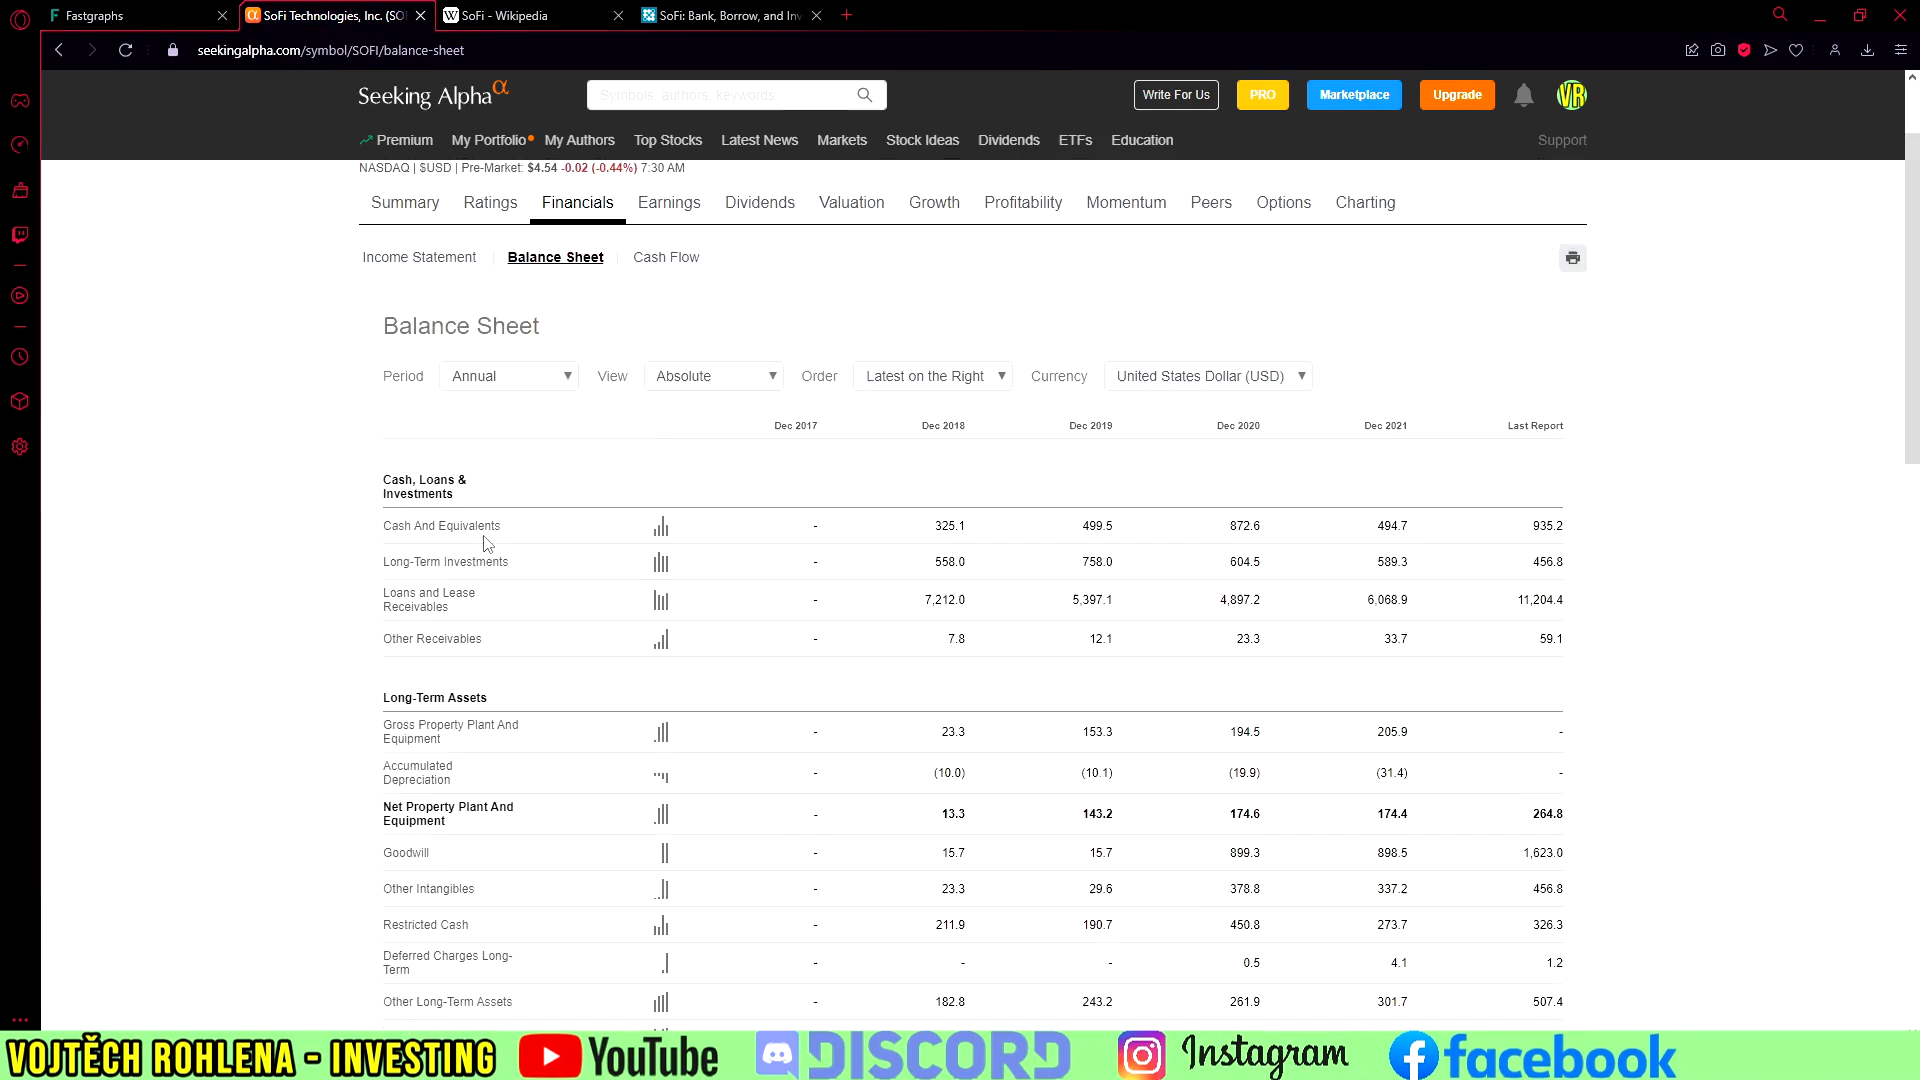 Fastgraphs
SoFi Technologies, Inc. (SOF
SoFi - Wikipedia
SoFi: Bank, Borrow, and Inv
seekingalpha.com/symbol/SOFI/balance-sheet
Seeking Alpha α
Symbols, authors, keywords
Write For Us
PRO
Marketplace
Upgrade
VR
Premium My Portfolio My Authors Top Stocks Latest News Markets Stock Ideas Dividends ETFs Education Support
NASDAQ | $USD | Pre-Market: $4.54 -0.02 (-0.44%) 7:30 AM
Summary Ratings Financials Earnings Dividends Valuation Growth Profitability Momentum Peers Options Charting
Income Statement Balance Sheet Cash Flow
Balance Sheet
Period Annual View Absolute Order Latest on the Right Currency United States Dollar (USD)
Dec 2017 Dec 2018 Dec 2019 Dec 2020 Dec 2021 Last Report
Cash, Loans &
Investments
Cash And Equivalents - 325.1 499.5 872.6 494.7 935.2
Long-Term Investments - 558.0 758.0 604.5 589.3 456.8
Loans and Lease
Receivables - 7,212.0 5,397.1 4,897.2 6,068.9 11,204.4
Other Receivables - 7.8 12.1 23.3 33.7 59.1
Long-Term Assets
Gross Property Plant And
Equipment - 23.3 153.3 194.5 205.9 -
Accumulated
Depreciation - (10.0) (10.1) (19.9) (31.4) -
Net Property Plant And
Equipment - 13.3 143.2 174.6 174.4 264.8
Goodwill - 15.7 15.7 899.3 898.5 1,623.0
Other Intangibles - 23.3 29.6 378.8 337.2 456.8
Restricted Cash - 211.9 190.7 450.8 273.7 326.3
Deferred Charges Long-
Term - - - 0.5 4.1 1.2
Other Long-Term Assets - 182.8 243.2 261.9 301.7 507.4
VOJTĚCH ROHLENA - INVESTING YouTube DISCORD Instagram facebook